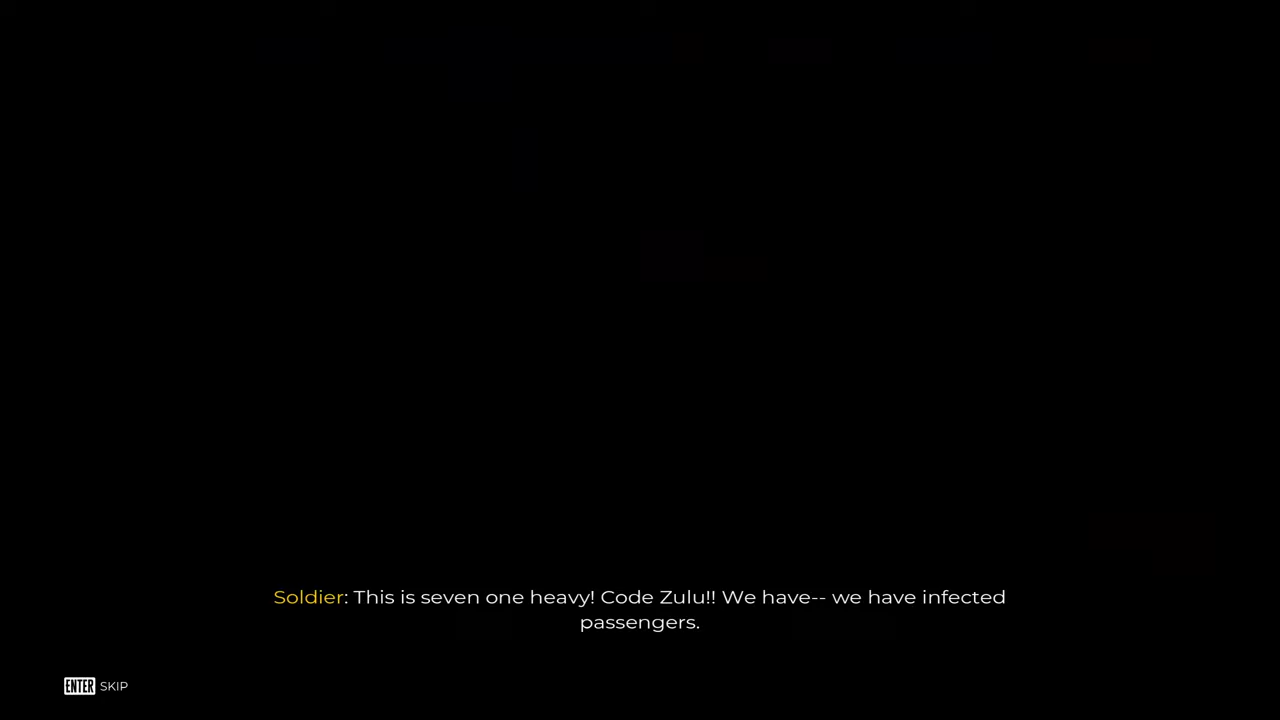 Soldier: This is seven one heavy! Code Zulu!! We have-- we have infected
passengers.
ENTER SKIP